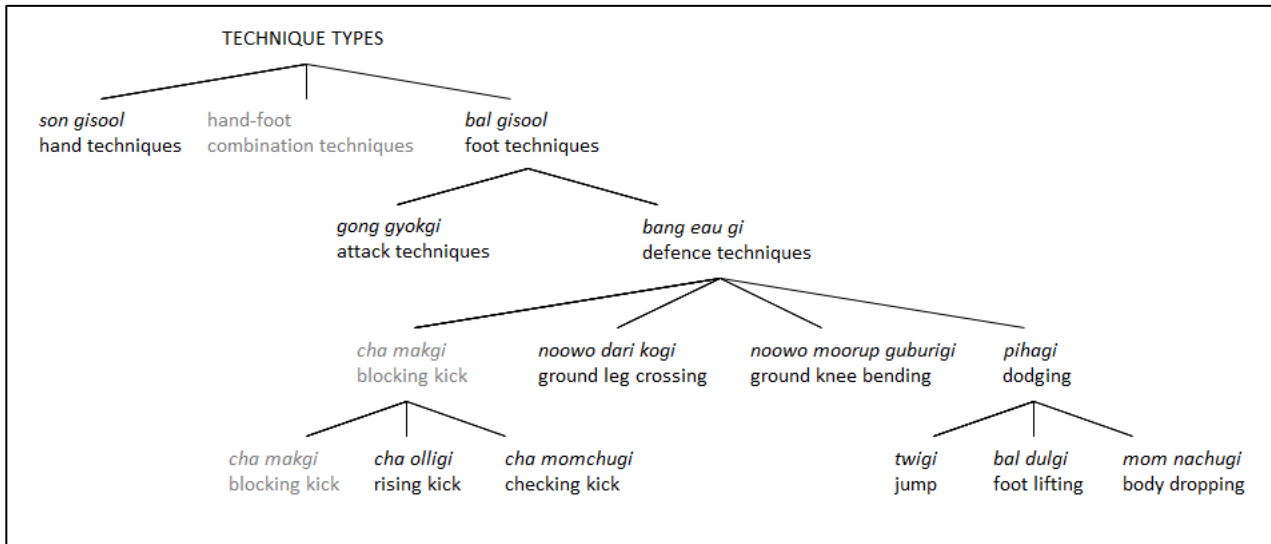 TECHNIQUE TYPES
son gisool
hand techniques
hand-foot
combination techniques
bal gisool
foot techniques
gong gyokgi
attack techniques
bang eau gi
defence techniques
cha makgi
blocking kick
noowo dari kogi
ground leg crossing
noowo moorup guburigi
ground knee bending
pihagi
dodging
cha makgi
blocking kick
cha olligi
rising kick
cha momchugi
checking kick
twigi
jump
bal dulgi
foot lifting
mom nachugi
body dropping